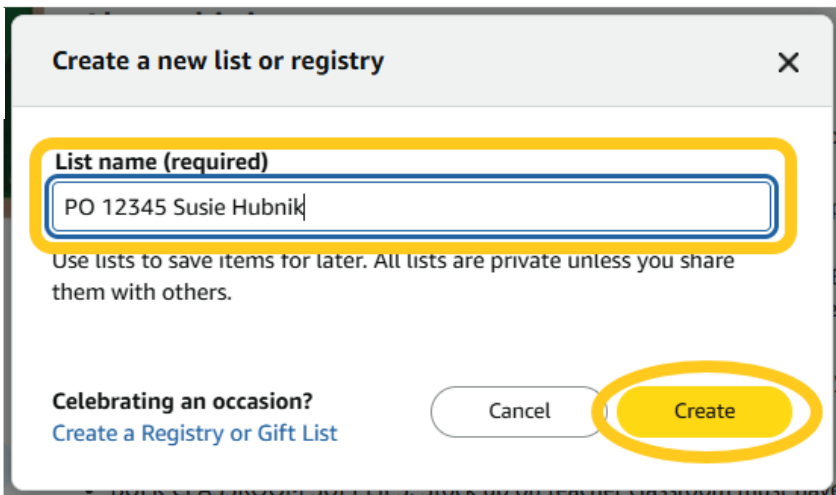 Create a new list or registry
List name (required)
PO 12345 Susie Hubnik
Use lists to save items for later. All lists are private unless you share
them with others.
Celebrating an occasion?
Cancel
Create
Create a Registry or Gift List